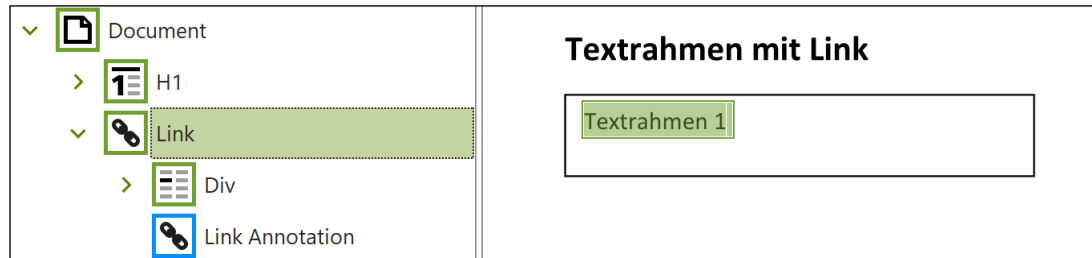 Document
H1
Link
Div
Link Annotation
Textrahmen mit Link
Textrahmen 1